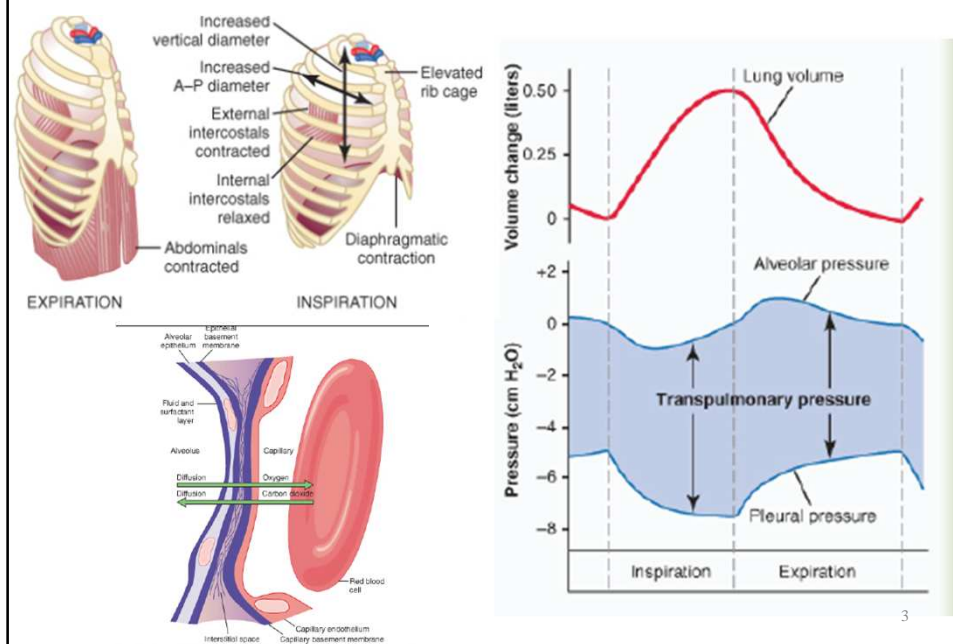 Increased
vertical diameter
Increased
A–P diameter
External
intercostals
contracted
Internal
intercostals
relaxed
Elevated
rib cage
Diaphragmatic
contraction
Abdominals
contracted
EXPIRATION
INSPIRATION
Alveolar
epithelium
Epithelial
basement
membrane
Fluid and
surfactant
layer
Alveolus
Capillary
Diffusion
Oxygen
Diffusion
Carbon dioxide
Red blood
cell
Interstitial space
Capillary endothelium
Capillary basement membrane
Volume change (liters)
0.50
0.25
0
Lung volume
Pressure (cm H₂O)
+2
0
−2
−4
−6
−8
Alveolar pressure
Transpulmonary pressure
Pleural pressure
Inspiration
Expiration
3